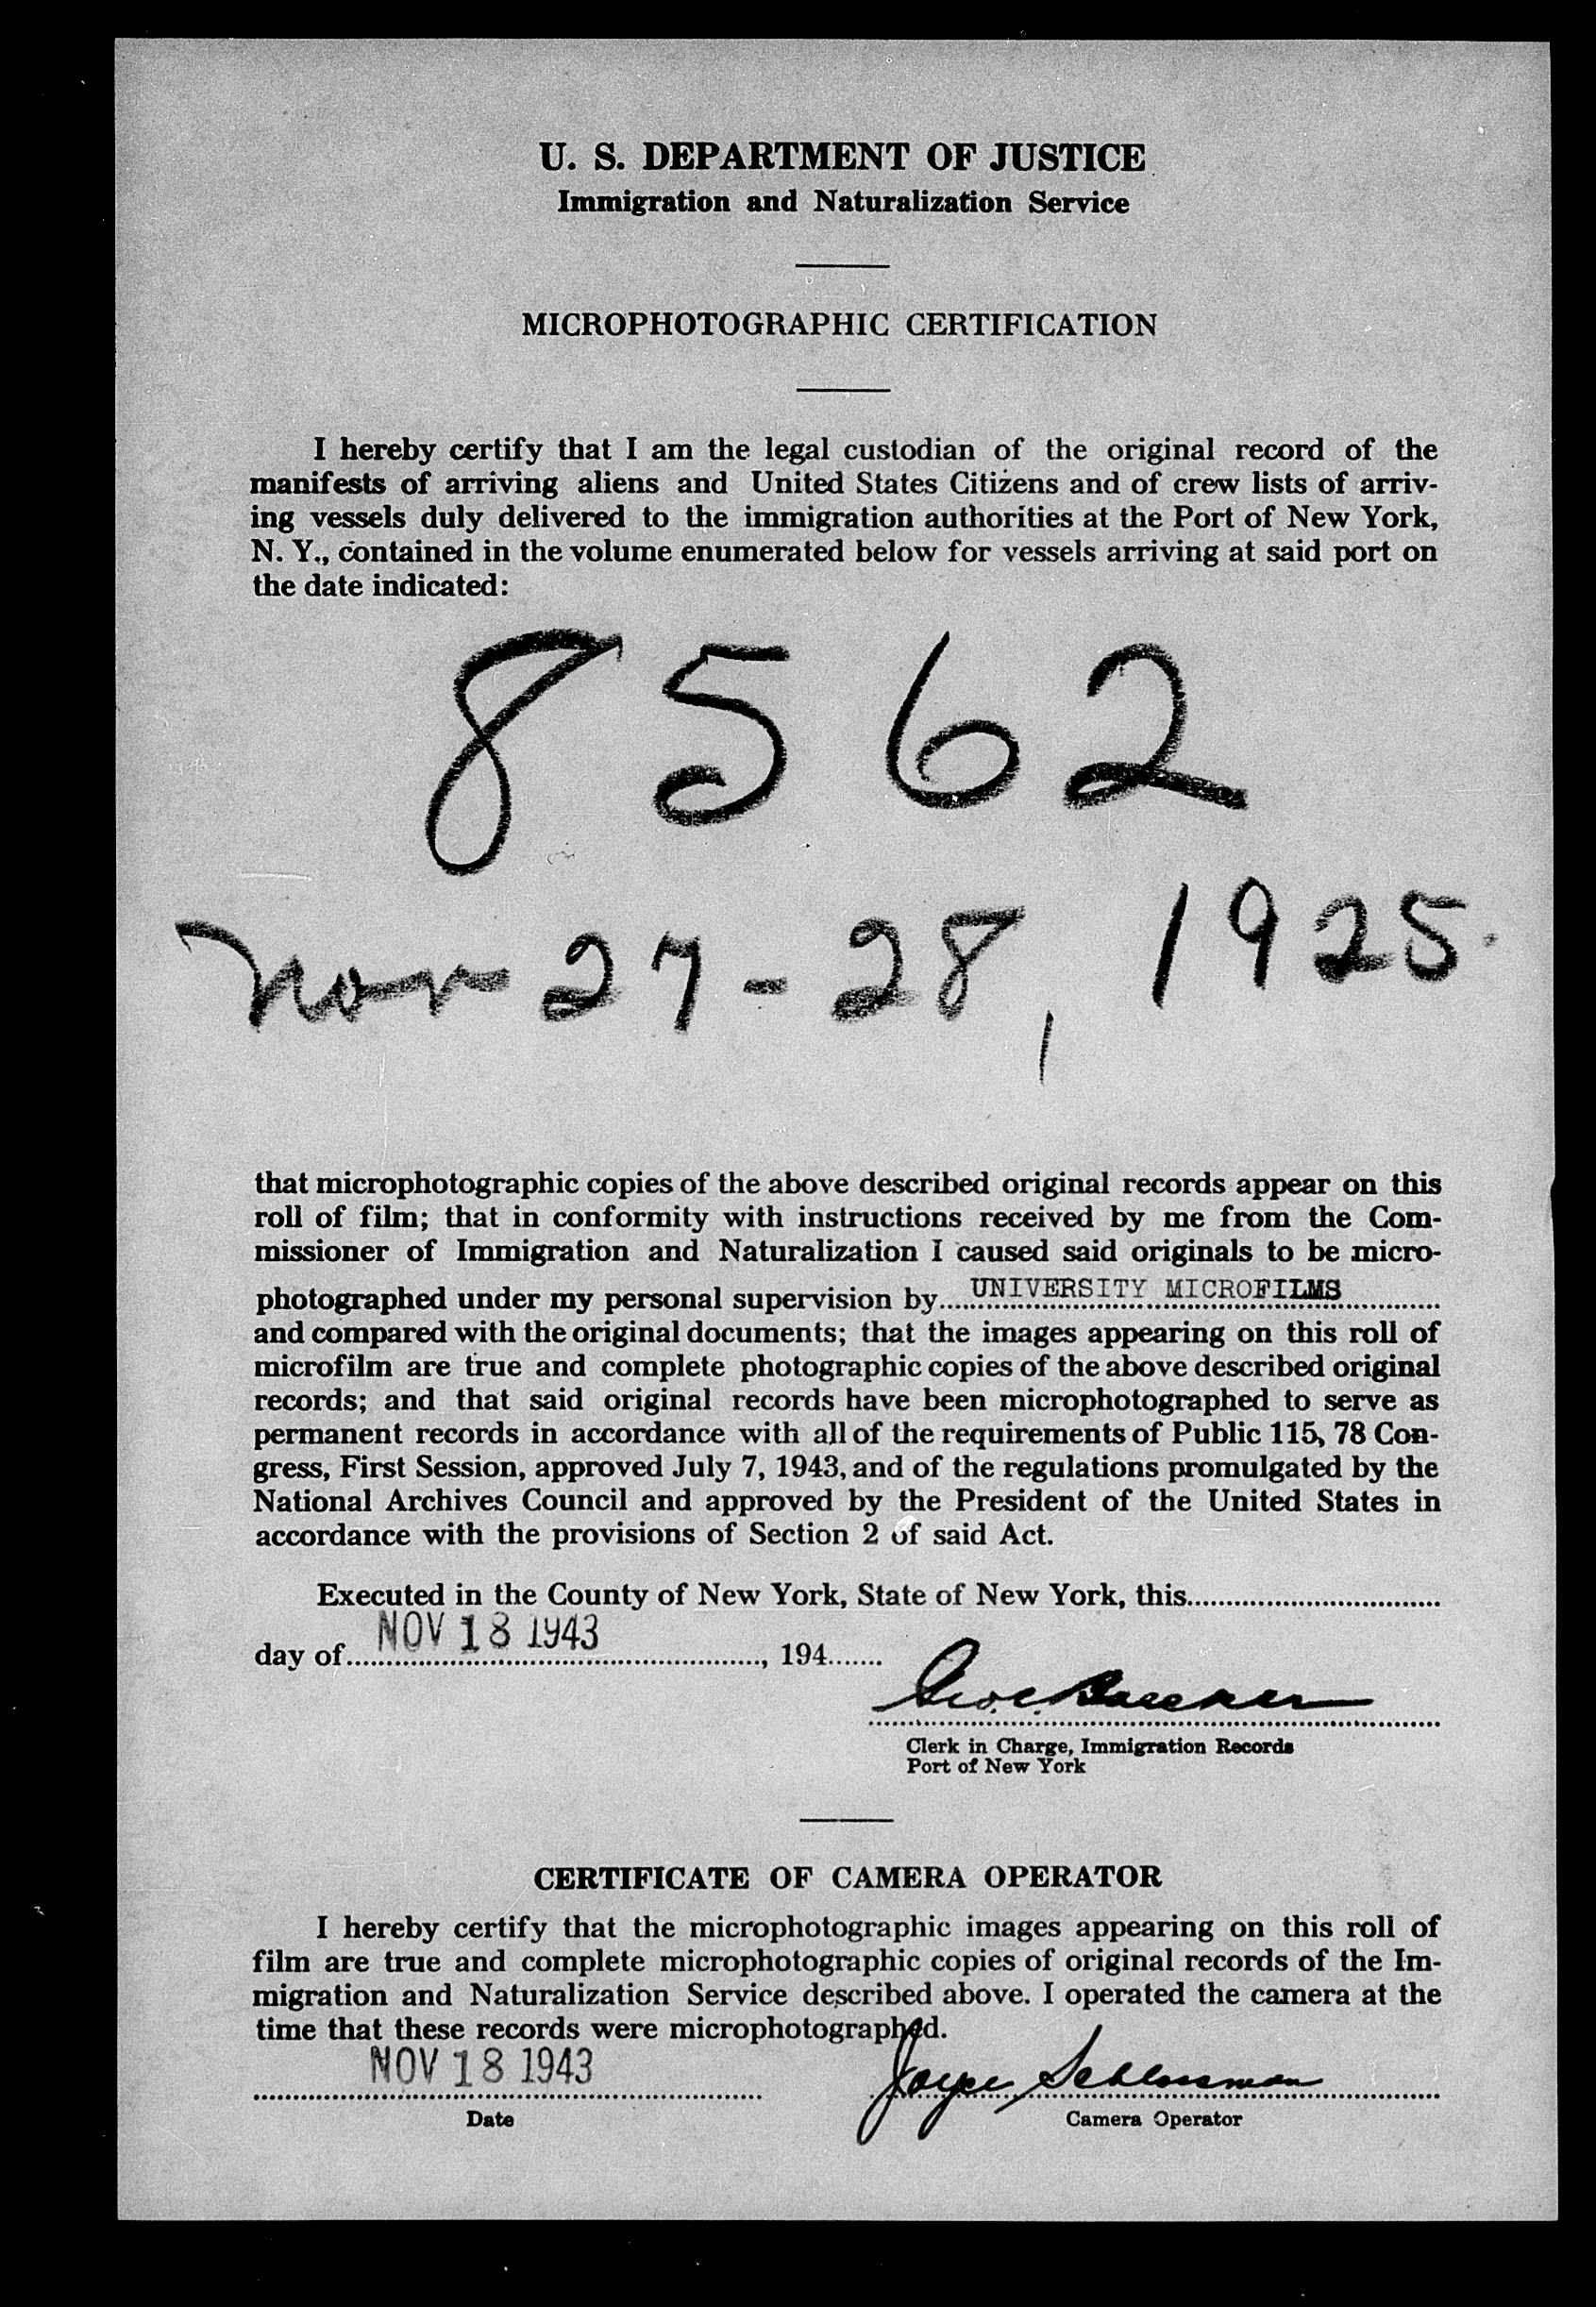 U. S. DEPARTMENT OF JUSTICE
Immigration and Naturalization Service
MICROPHOTOGRAPHIC CERTIFICATION
I hereby certify that I am the legal custodian of the original record of the
manifests of arriving aliens and United States Citizens and of crew lists of arriv-
ing vessels duly delivered to the immigration authorities at the Port of New York,
N. Y., contained in the volume enumerated below for vessels arriving at said port on
the date indicated:
8562
Nov 27-28, 1925.
that microphotographic copies of the above described original records appear on this
roll of film; that in conformity with instructions received by me from the Com-
missioner of Immigration and Naturalization I caused said originals to be micro-
photographed under my personal supervision by UNIVERSITY MICROFILMS
and compared with the original documents; that the images appearing on this roll of
microfilm are true and complete photographic copies of the above described original
records; and that said original records have been microphotographed to serve as
permanent records in accordance with all of the requirements of Public 115, 78 Con-
gress, First Session, approved July 7, 1943, and of the regulations promulgated by the
National Archives Council and approved by the President of the United States in
accordance with the provisions of Section 2 of said Act.
Executed in the County of New York, State of New York, this
day of NOV 18 1943, 194
Clerk in Charge, Immigration Records
Port of New York
CERTIFICATE OF CAMERA OPERATOR
I hereby certify that the microphotographic images appearing on this roll of
film are true and complete microphotographic copies of original records of the Im-
migration and Naturalization Service described above. I operated the camera at the
time that these records were microphotographed.
NOV 18 1943 Joyce Schlossman
Date Camera Operator